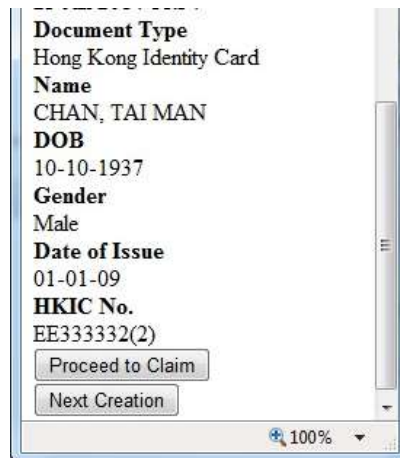 Document Type
Hong Kong Identity Card
Name
CHAN, TAI MAN
DOB
10-10-1937
Gender
Male
Date of Issue
01-01-09
HKIC No.
EE333332(2)
Proceed to Claim
Next Creation
100%